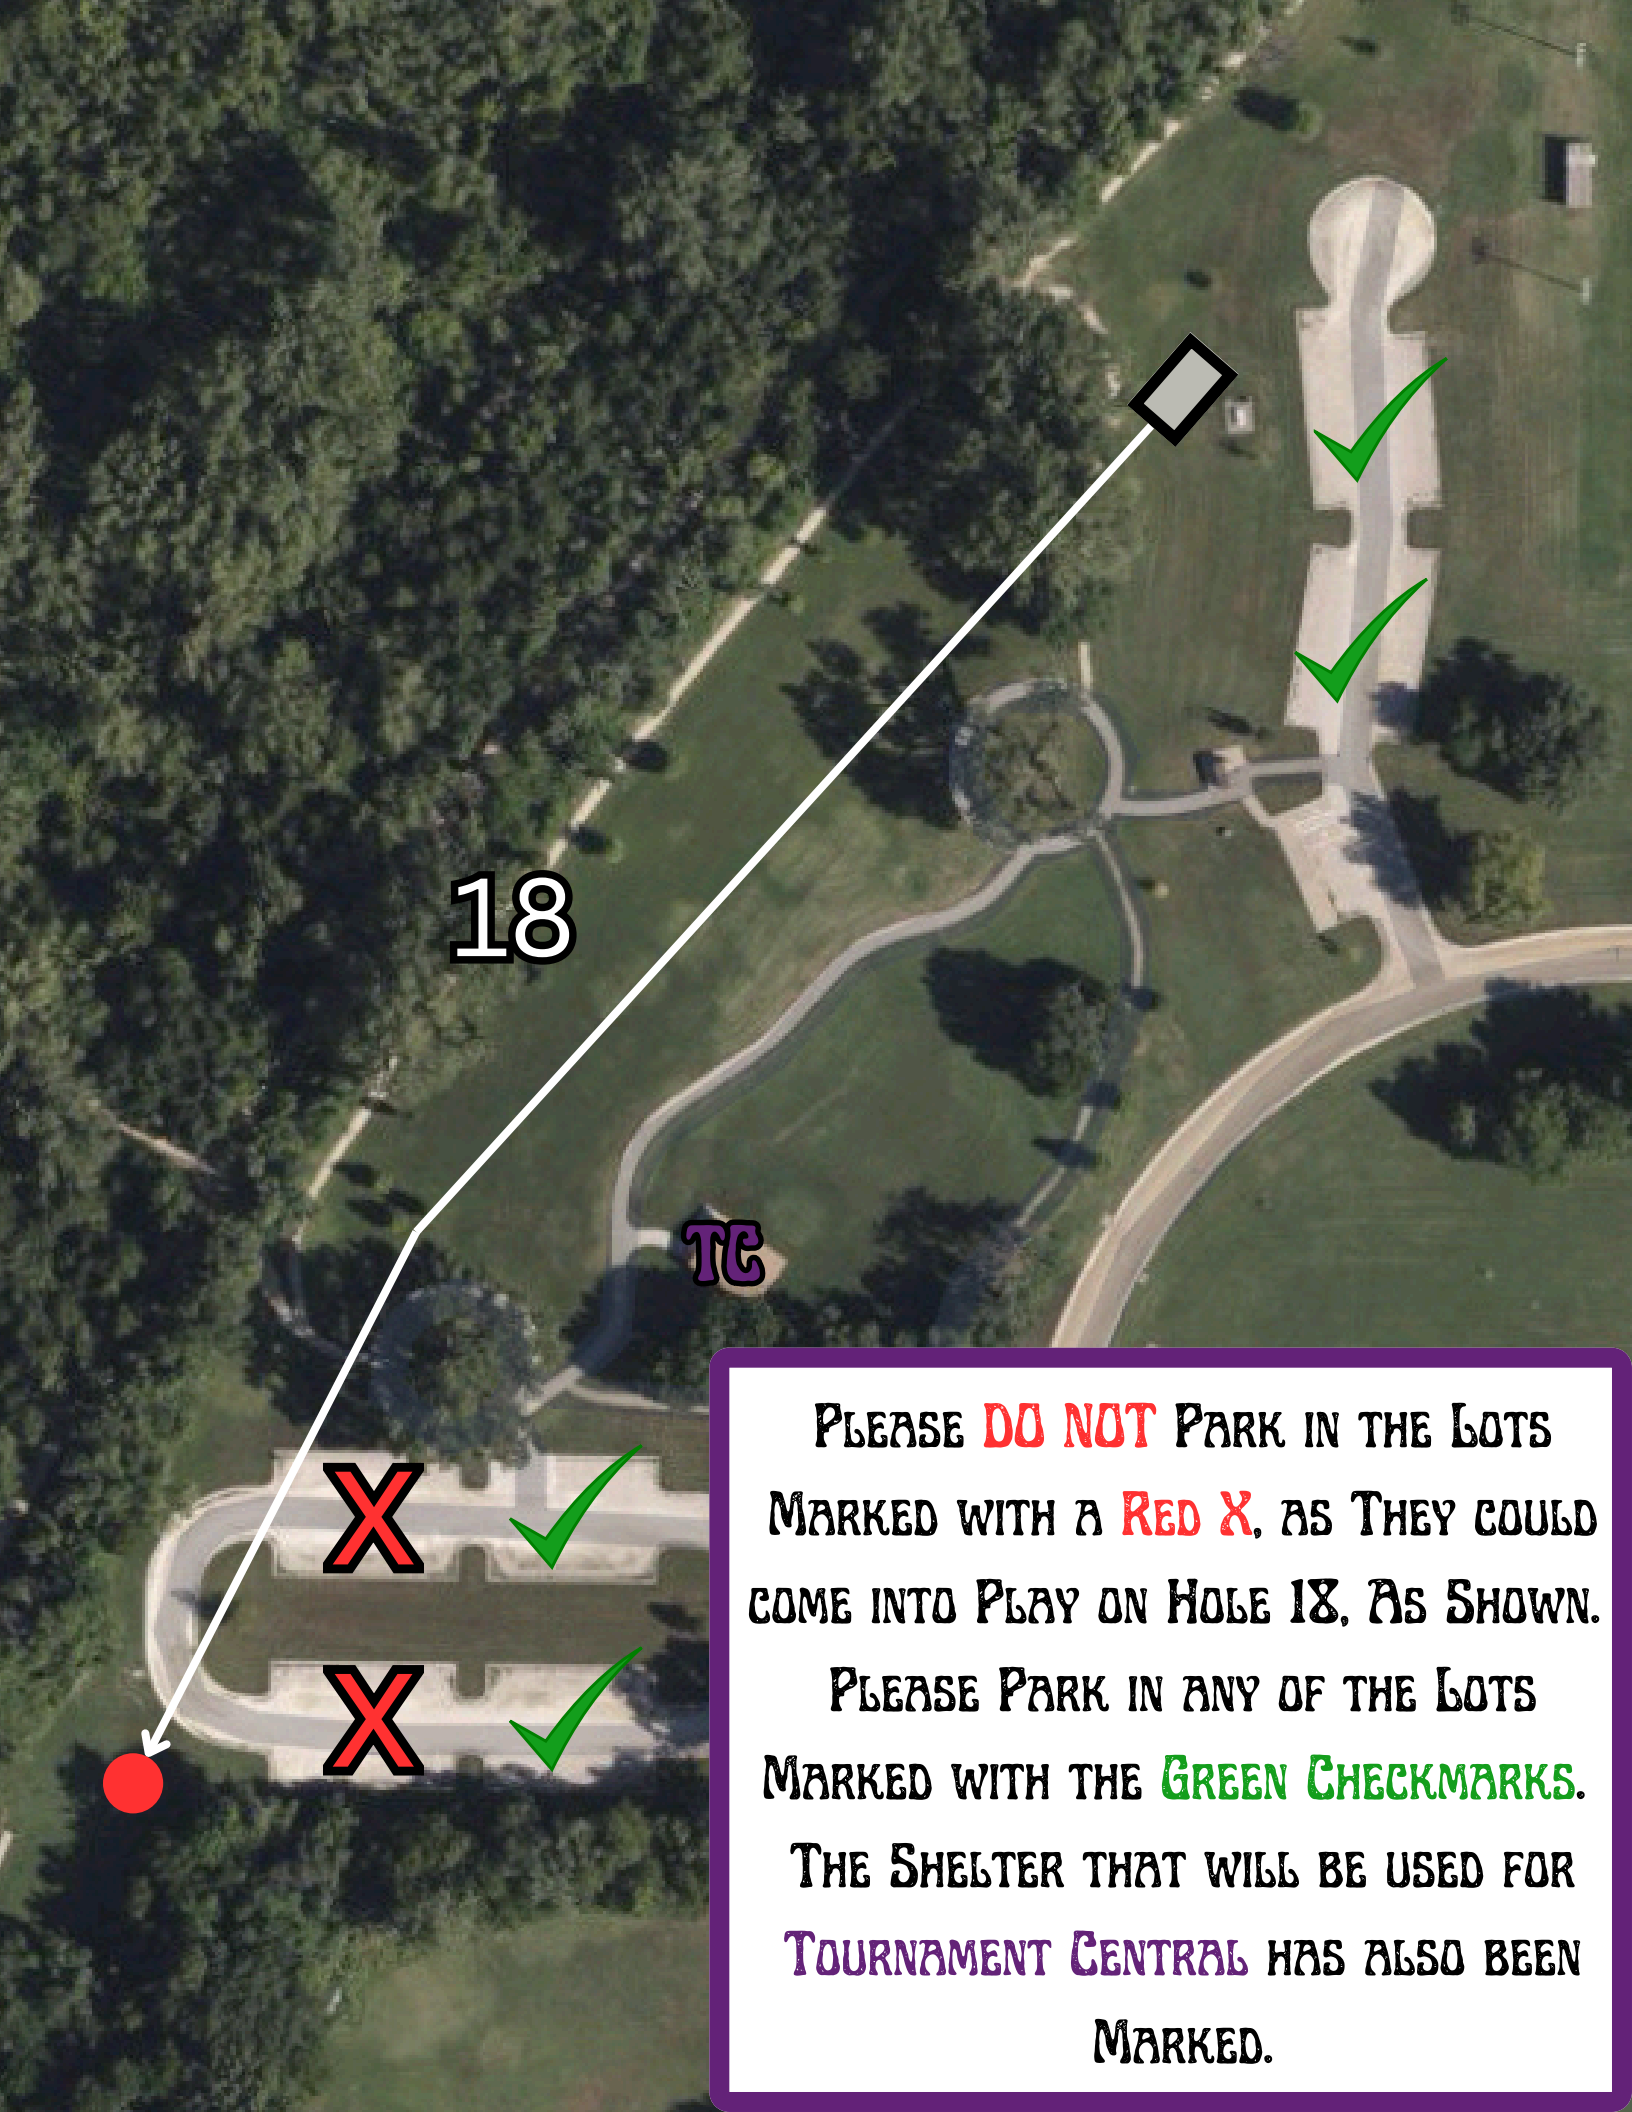 18
TC
X
X
Please DO NOT Park in the Lots
Marked with a Red X, as They could
come into Play on Hole 18, As Shown.
Please Park in any of the Lots
Marked with the Green Checkmarks.
The Shelter that will be used for
Tournament Central has also been
Marked.